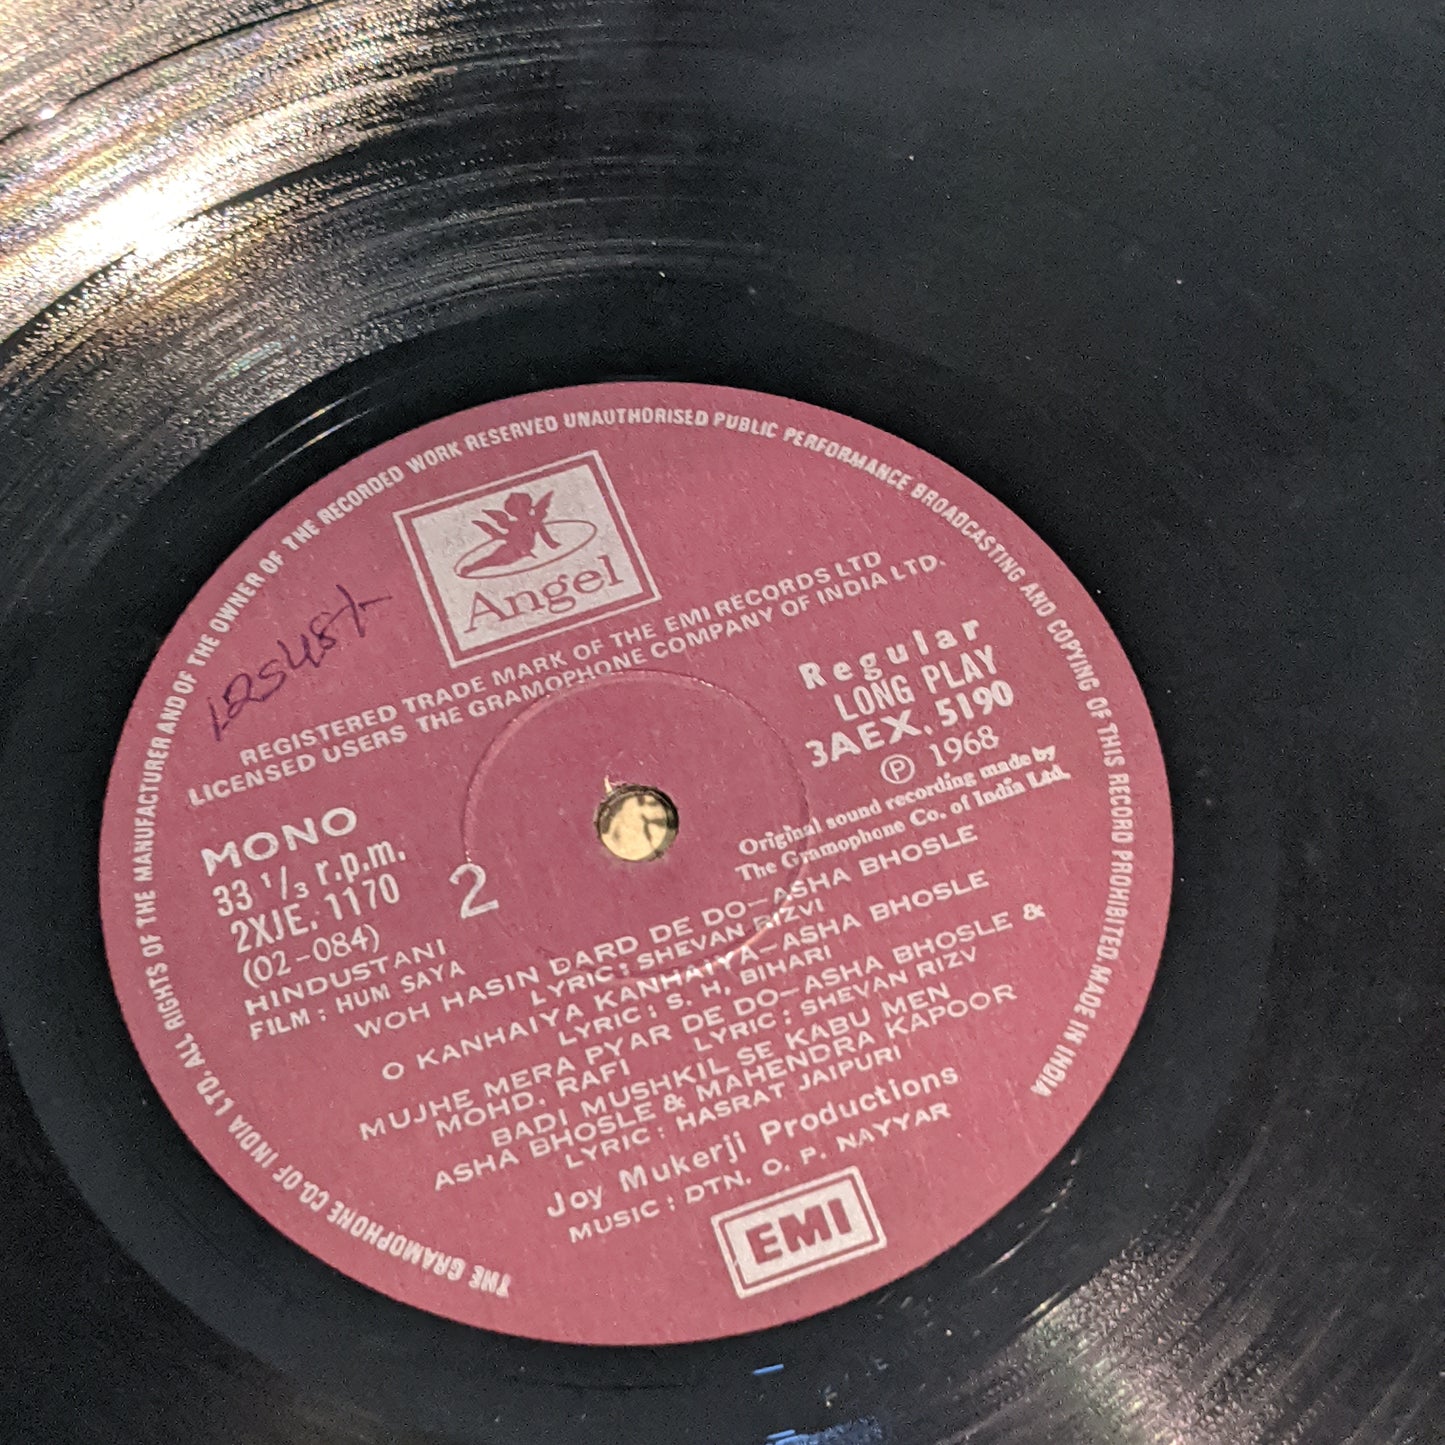 THE GRAMOPHONE CO. OF INDIA LTD. ALL RIGHTS OF THE MANUFACTURER AND OF THE OWNER OF THE RECORDED WORK RESERVED UNAUTHORISED PUBLIC PERFORMANCE BROADCASTING AND COPYING OF THIS RECORD PROHIBITED. MADE IN INDIA
Angel
REGISTERED TRADE MARK OF THE EMI RECORDS LTD
LICENSED USERS THE GRAMOPHONE COMPANY OF INDIA LTD.
Regular
LONG PLAY
3AEX. 5190
Ⓟ 1968
Original sound recording made by
The Gramophone Co. of India Ltd.
MONO
33 1/3 r.p.m.
2XJE. 1170
(02-084)
2
HINDUSTANI
FILM : HUM SAYA
WOH HASIN DARD DE DO—ASHA BHOSLE
LYRIC : SHEVAN RIZVI
O KANHAIYA KANHAIYA—ASHA BHOSLE
LYRIC : S. H. BIHARI
MUJHE MERA PYAR DE DO—ASHA BHOSLE &
MOHD. RAFI LYRIC : SHEVAN RIZV
BADI MUSHKIL SE KABU MEN
ASHA BHOSLE & MAHENDRA KAPOOR
LYRIC : HASRAT JAIPURI
Joy Mukerji Productions
MUSIC : DTN. O. P. NAYYAR
EMI